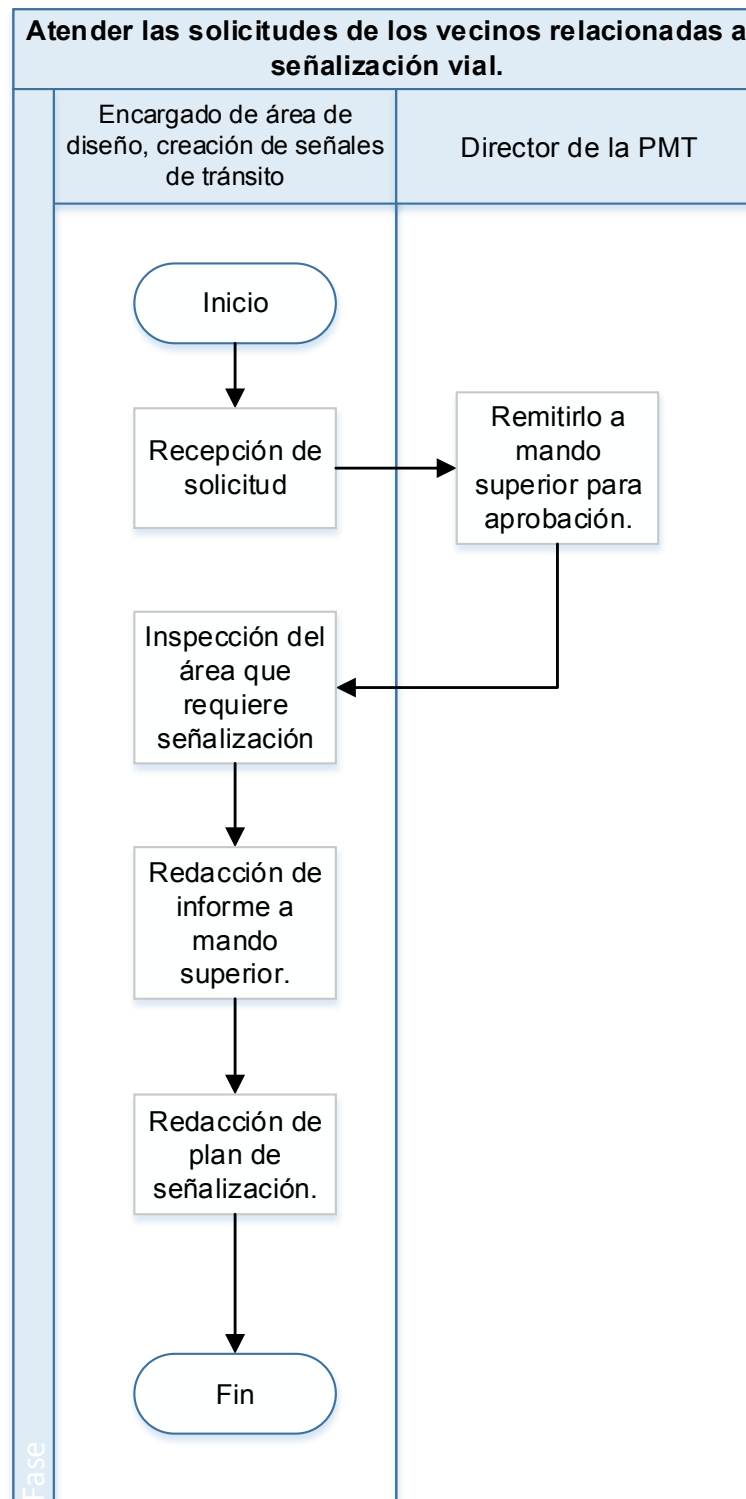 Atender las solicitudes de los vecinos relacionadas a
señalización vial.
Encargado de área de
diseño, creación de señales
de tránsito
Director de la PMT
Inicio
Recepción de
solicitud
Remitirlo a
mando
superior para
aprobación.
Inspección del
área que
requiere
señalización
Redacción de
informe a
mando
superior.
Redacción de
plan de
señalización.
Fin
Fase